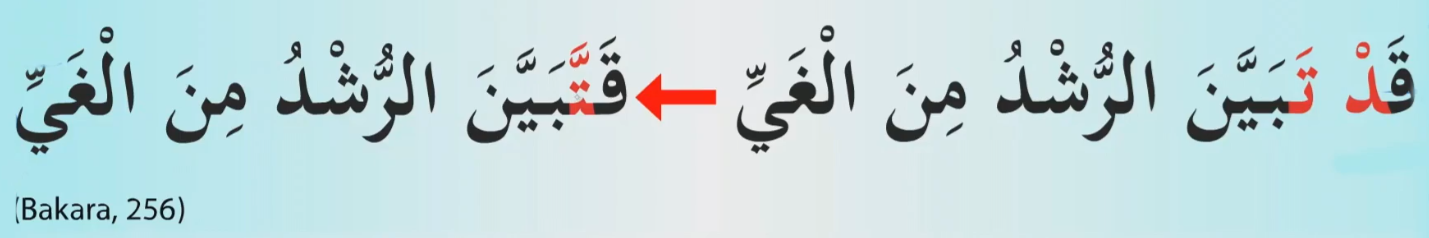 قَدْ تَبَيَّنَ الرُّشْدُ مِنَ الْغَيِّ ← قَتَّبَيَّنَ الرُّشْدُ مِنَ الْغَيِّ
(Bakara, 256)